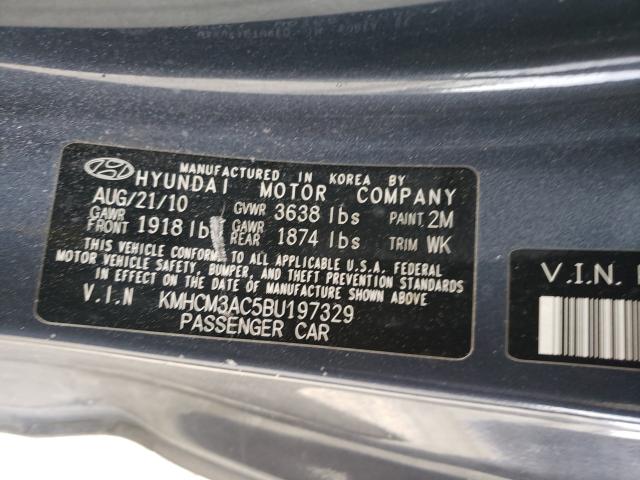 MANUFACTURED IN KOREA BY
HYUNDAI MOTOR COMPANY
AUG/21/10 GVWR 3638 lbs PAINT 2M
GAWR FRONT 1918 lb GAWR REAR 1874 lbs TRIM WK
THIS VEHICLE CONFORMS TO ALL APPLICABLE U.S.A. FEDERAL
MOTOR VEHICLE SAFETY, BUMPER, AND THEFT PREVENTION STANDARDS
IN EFFECT ON THE DATE OF MANUFACTURE SHOWN ABOVE.
V.I.N KMHCM3AC5BU197329
PASSENGER CAR
V.I.N.